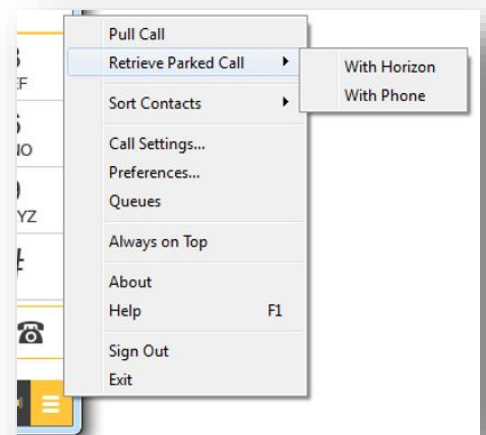 Pull Call
Retrieve Parked Call
With Horizon
With Phone
Sort Contacts
Call Settings...
Preferences...
Queues
Always on Top
About
Help F1
Sign Out
Exit
YZ
#